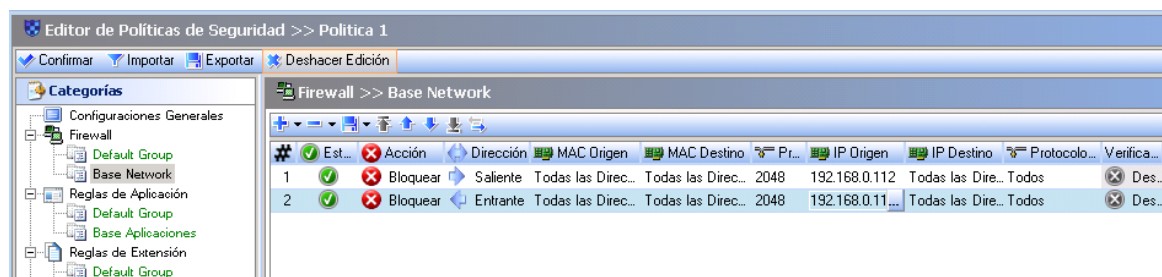 Editor de Políticas de Seguridad >> Politica 1
Confirmar Importar Exportar Deshacer Edición
Categorías
Firewall >> Base Network
Configuraciones Generales
Firewall
Default Group
Base Network
Reglas de Aplicación
Default Group
Base Aplicaciones
Reglas de Extensión
Default Group
# Est... Acción Dirección MAC Origen MAC Destino Pr... IP Origen IP Destino Protocolo... Verifica...
1 Bloquear Saliente Todas las Direc... Todas las Direc... 2048 192.168.0.112 Todas las Dire... Todos Des...
2 Bloquear Entrante Todas las Direc... Todas las Direc... 2048 192.168.0.11... Todas las Dire... Todos Des...